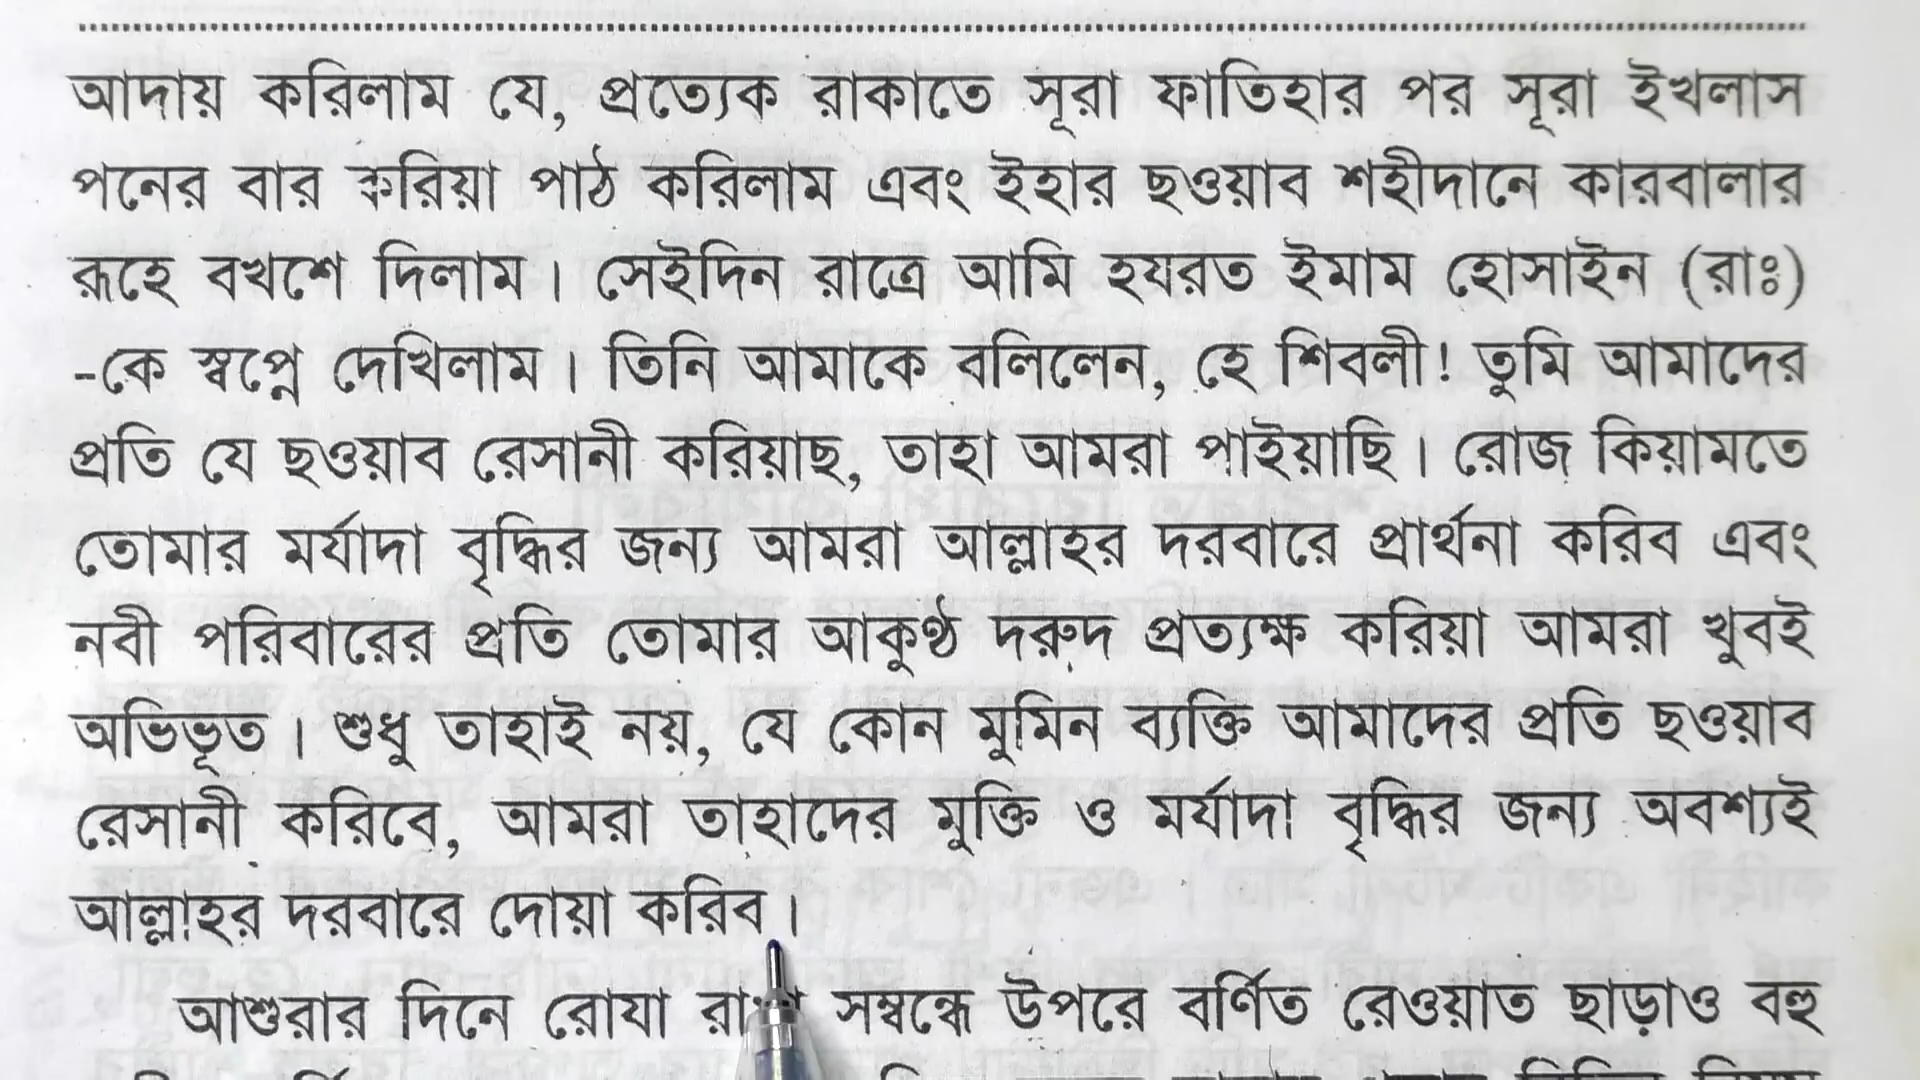 আদায় করিলাম যে, প্রত্যেক রাকাতে সূরা ফাতিহার পর সূরা ইখলাস
পনের বার করিয়া পাঠ করিলাম এবং ইহার ছওয়াব শহীদানে কারবালার
রূহে বখশে দিলাম। সেইদিন রাত্রে আমি হযরত ইমাম হোসাইন (রাঃ)
-কে স্বপ্নে দেখিলাম। তিনি আমাকে বলিলেন, হে শিবলী! তুমি আমাদের
প্রতি যে ছওয়াব রেসানী করিয়াছ, তাহা আমরা পাইয়াছি। রোজ কিয়ামতে
তোমার মর্যাদা বৃদ্ধির জন্য আমরা আল্লাহর দরবারে প্রার্থনা করিব এবং
নবী পরিবারের প্রতি তোমার আকুণ্ঠ দরুদ প্রত্যক্ষ করিয়া আমরা খুবই
অভিভূত। শুধু তাহাই নয়, যে কোন মুমিন ব্যক্তি আমাদের প্রতি ছওয়াব
রেসানী করিবে, আমরা তাহাদের মুক্তি ও মর্যাদা বৃদ্ধির জন্য অবশ্যই
আল্লাহর দরবারে দোয়া করিব।
আশুরার দিনে রোযা সম্বন্ধে উপরে বর্ণিত রেওয়াত ছাড়াও বহু